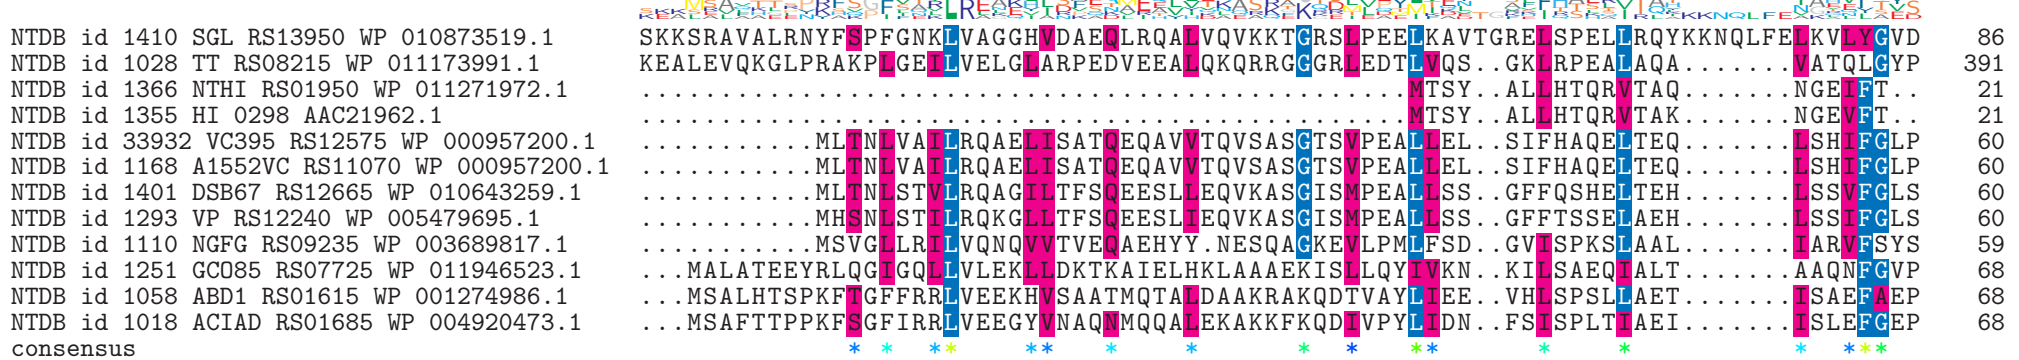 NTDB id 1410 SGL RS13950 WP 010873519.1 SKKSRAVALRNYFSPFGNKLVAGGHVDAEQLRQALVQVKKTGRSLPEELKAVTGRELSPELLRQYKKNQLFELKVLYGVD 86
NTDB id 1028 TT RS08215 WP 011173991.1 KEALEVQKGLPRAKPLGEILVELGLARPEDVEEALQKQRRGGGRLEDTLVQS..GKLRPEALAQA.......VATQLGYP 391
NTDB id 1366 NTHI RS01950 WP 011271972.1 ................................................MTSY..ALLHTQRVTAQ.......NGEIFT.. 21
NTDB id 1355 HI 0298 AAC21962.1 ................................................MTSY..ALLHTQRVTAK.......NGEVFT.. 21
NTDB id 33932 VC395 RS12575 WP 000957200.1 ...........MLTNLVAILRQAELISATQEQAVVTQVSASGTSVPEALLEL..SIFHAQELTEQ.......LSHIFGLP 60
NTDB id 1168 A1552VC RS11070 WP 000957200.1 ...........MLTNLVAILRQAELISATQEQAVVTQVSASGTSVPEALLEL..SIFHAQELTEQ.......LSHIFGLP 60
NTDB id 1401 DSB67 RS12665 WP 010643259.1 ...........MLTNLSTVLRQAGILTFSQEESLLEQVKASGISMPEALLSS..GFFQSHELTEH.......LSSVFGLS 60
NTDB id 1293 VP RS12240 WP 005479695.1 ...........MHSNLSTILRQKGLLTFSQEESLIEQVKASGISMPEALLSS..GFFTSSELAEH.......LSSIFGLS 60
NTDB id 1110 NGFG RS09235 WP 003689817.1 ...........MSVGLLRILVQNQVVTVEQAEHYY.NESQAGKEVLPMLFSD..GVISPKSLAAL.......IARVFSYS 59
NTDB id 1251 GCO85 RS07725 WP 011946523.1 ...MALATEEYRLQGIGQLLVLEKLLDKTKAIELHKLAAAEKISLLQYIVKN..KILSAEQIALT.......AAQNFGVP 68
NTDB id 1058 ABD1 RS01615 WP 001274986.1 ...MSALHTSPKFTGFFRRLVEEKHVSAATMQTALDAAKRAKQDTVAYLIEE..VHLSPSLLAET.......ISAEFAEP 68
NTDB id 1018 ACIAD RS01685 WP 004920473.1 ...MSAFTTPPKFSGFIRRLVEEGYVNAQNMQQALEKAKKFKQDIVPYLIDN..FSISPLTIAEI.......ISLEFGEP 68
consensus * * ** ** * * * * ** * * * ***